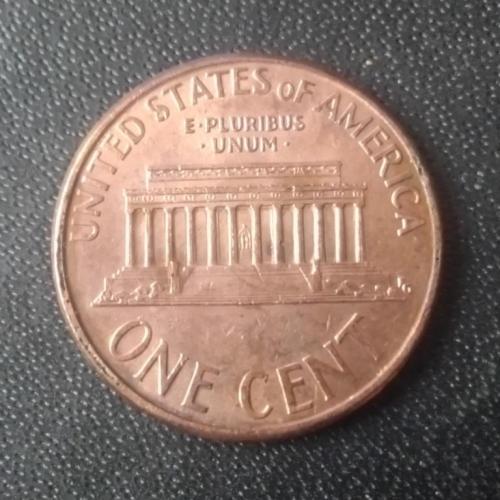 UNITED STATES OF AMERICA
E·PLURIBUS
·UNUM·
ONE CENT